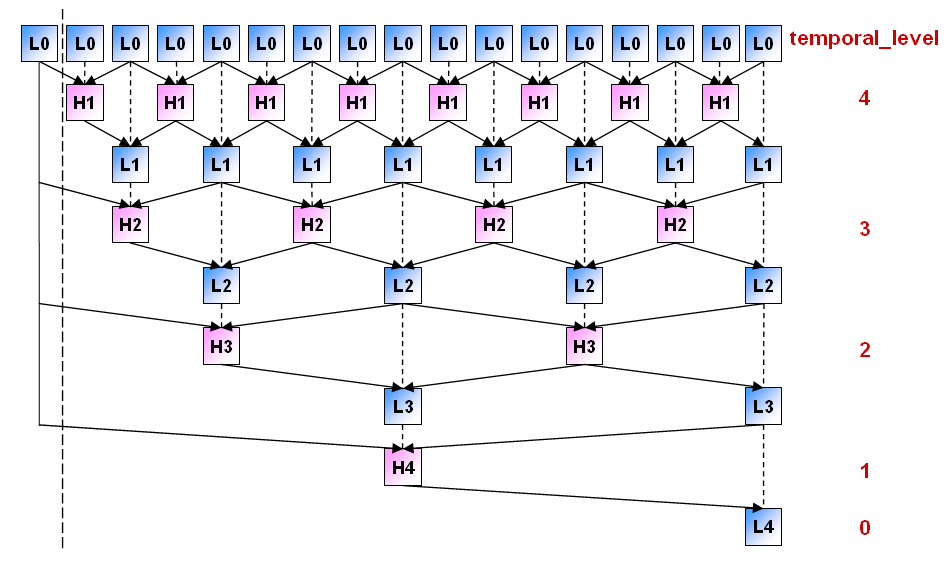 L0 L0 L0 L0 L0 L0 L0 L0 L0 L0 L0 L0 L0 L0 L0 L0 L0 temporal_level
H1 H1 H1 H1 H1 H1 H1 H1 4
L1 L1 L1 L1 L1 L1 L1 L1
H2 H2 H2 H2 3
L2 L2 L2 L2
H3 H3 2
L3 L3
H4 1
L4 0